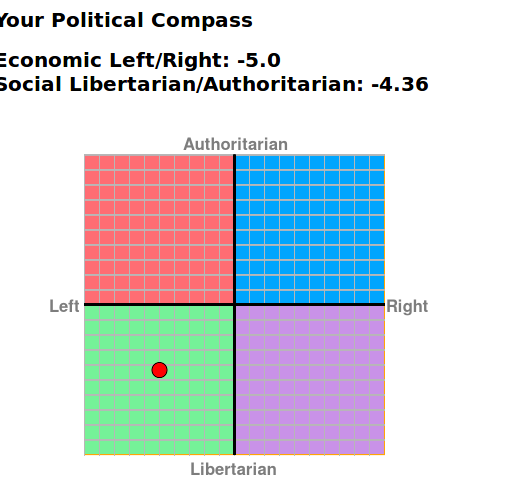 Your Political Compass
Economic Left/Right: -5.0
Social Libertarian/Authoritarian: -4.36
Authoritarian
Left
Right
Libertarian